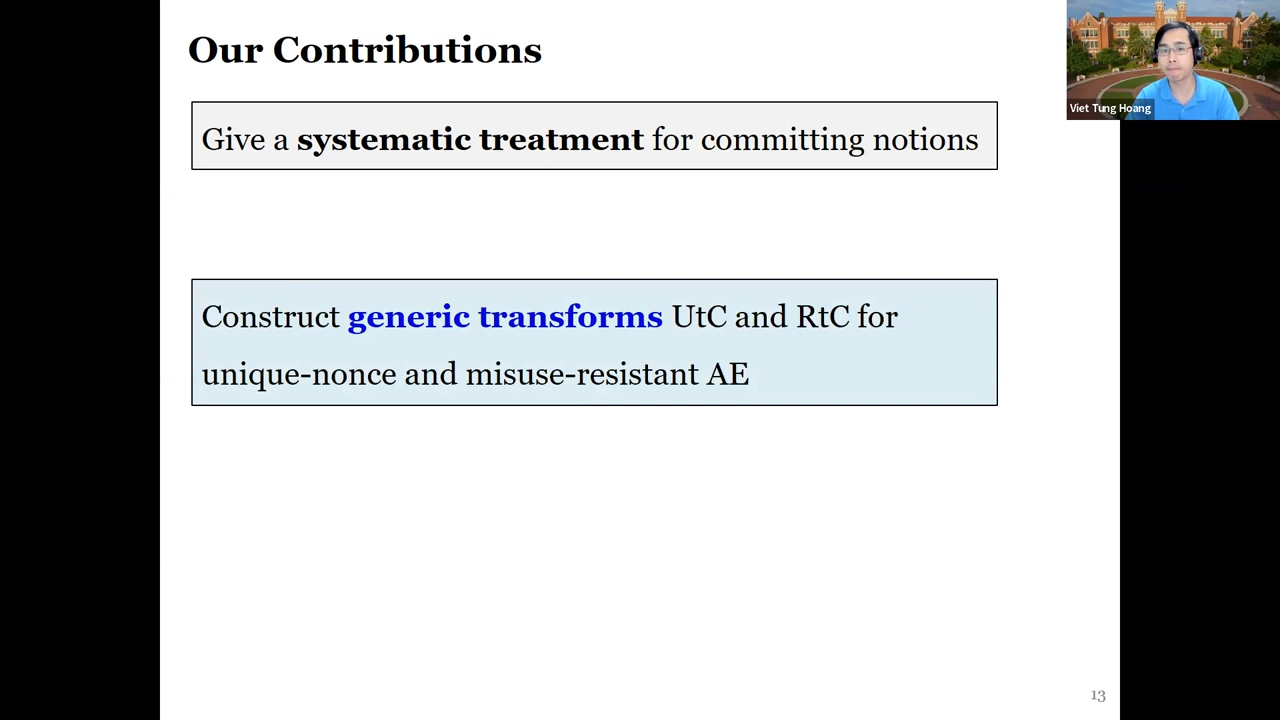 Our Contributions
Viet Tung Hoang
Give a systematic treatment for committing notions
Construct generic transforms UtC and RtC for
unique-nonce and misuse-resistant AE
13